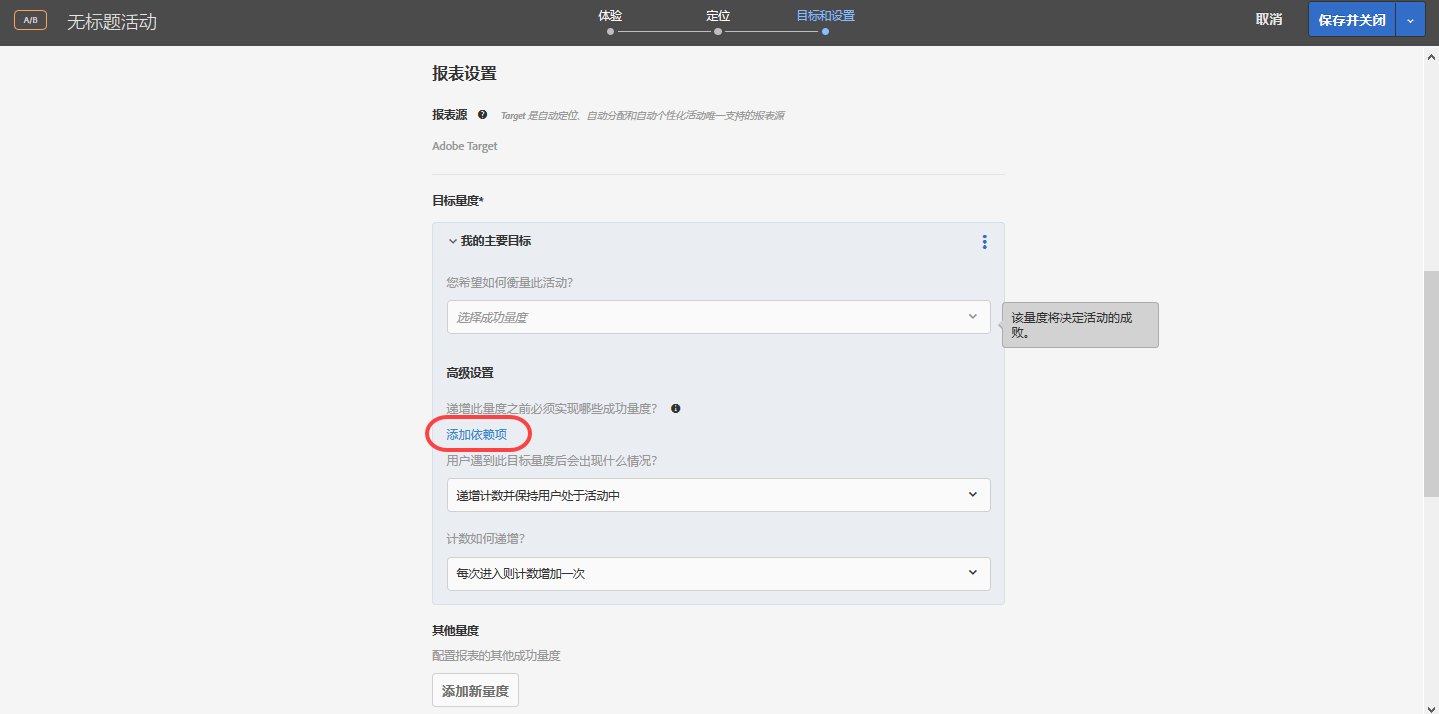 A/B
无标题活动
体验
定位
目标和设置
取消
保存并关闭
报表设置
报表源
Target 是自动定位、自动分配和自动个性化活动唯一支持的报表源
Adobe Target
目标量度*
我的主要目标
您希望如何衡量此活动?
选择成功量度
该量度将决定活动的成
败。
高级设置
递增此量度之前必须实现哪些成功量度?
添加依赖项
用户遇到此目标量度后会出现什么情况?
递增计数并保持用户处于活动中
计数如何递增?
每次进入则计数增加一次
其他量度
配置报表的其他成功量度
添加新量度